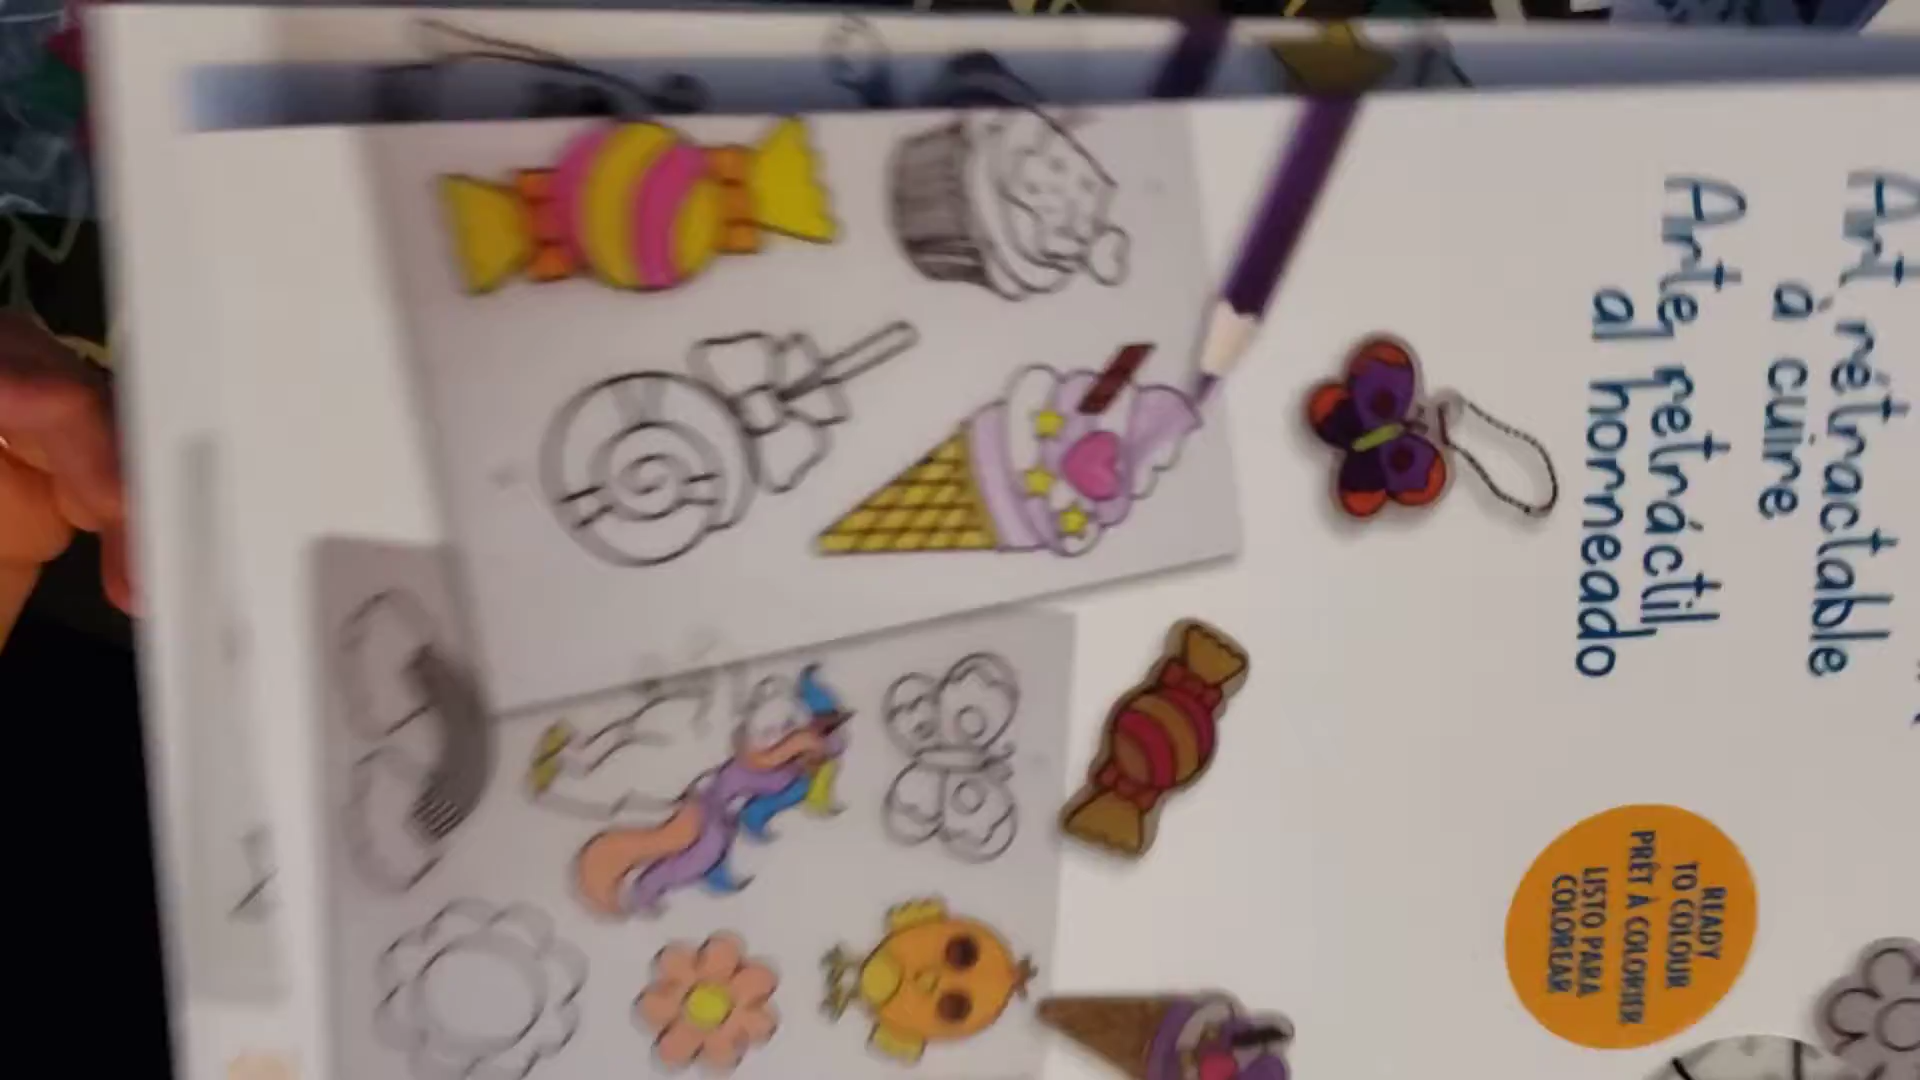 Art rétractable
à cuire
Arte retráctil
al horneado
READY
TO COLOUR
PRÊT À COLORIER
LISTO PARA
COLOREAR